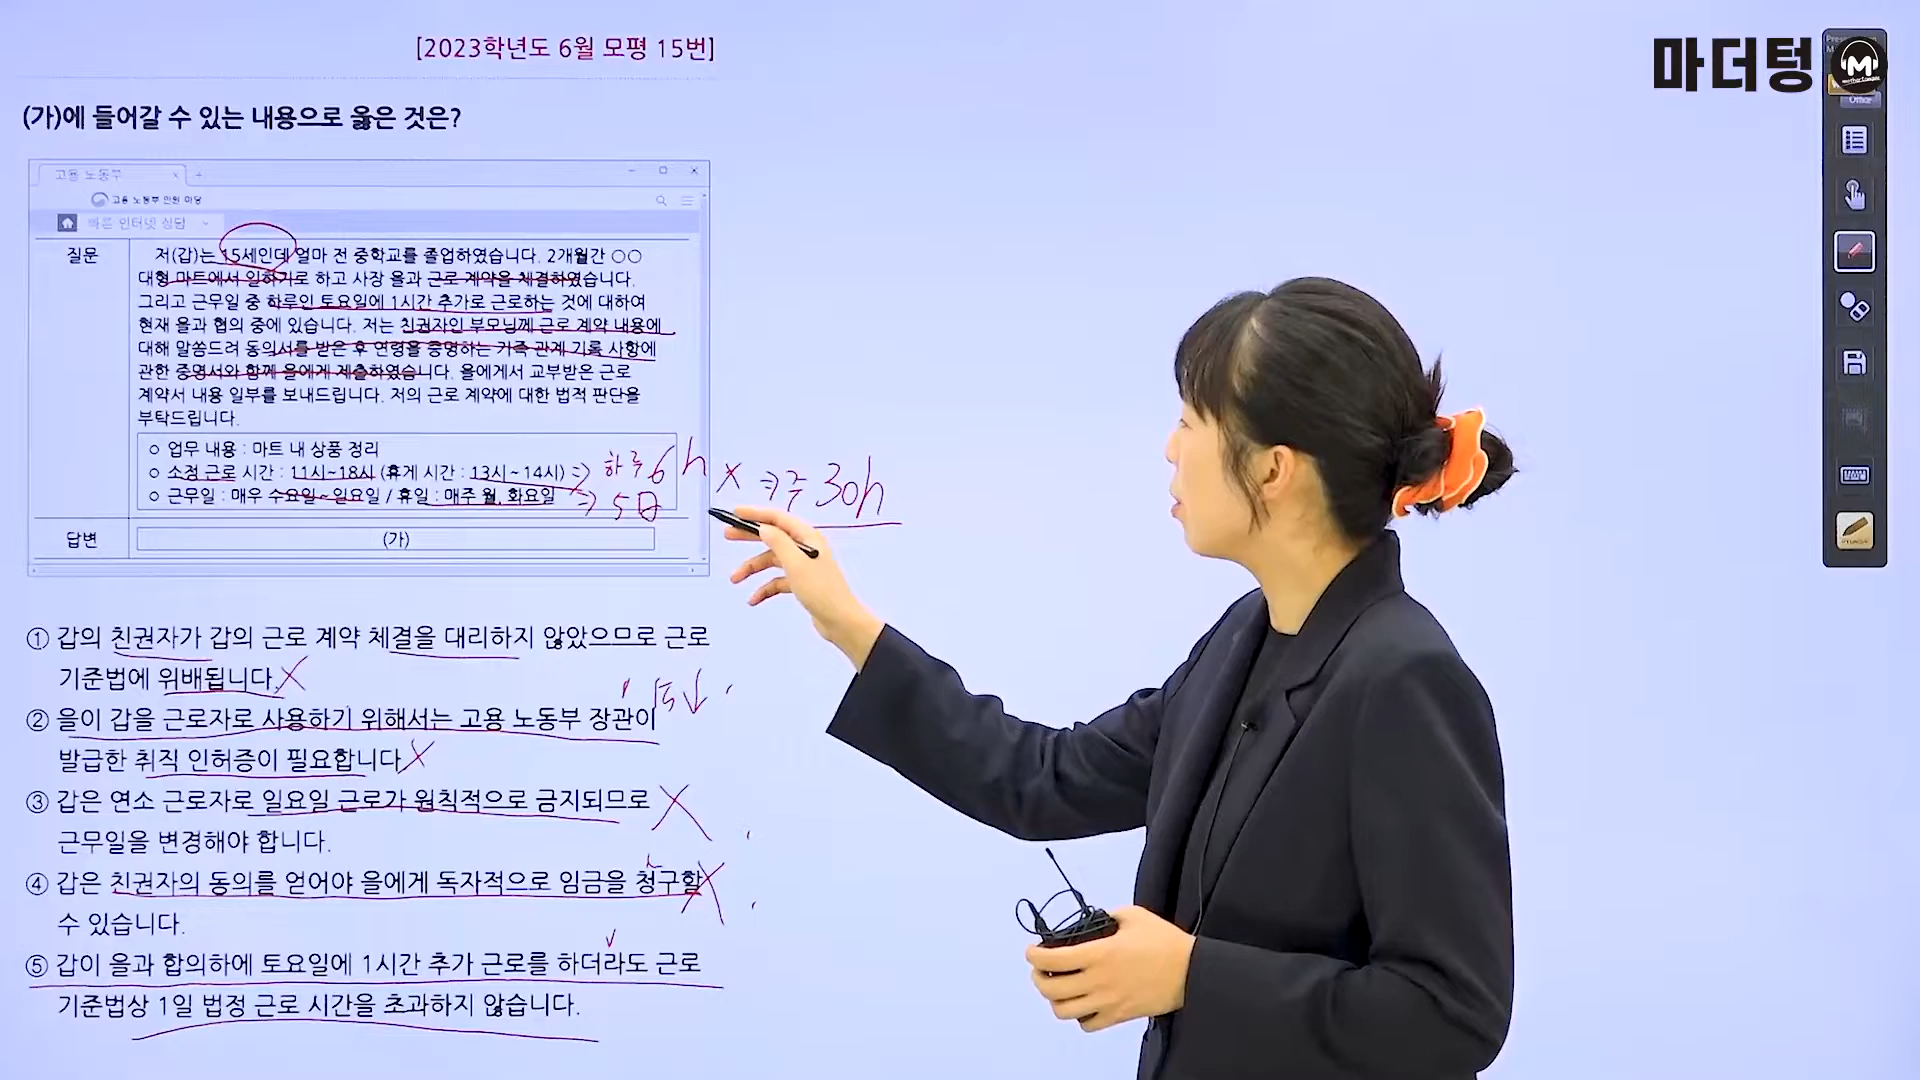 [2023학년도 6월 모평 15번]
마더텅
(가)에 들어갈 수 있는 내용으로 옳은 것은?
고용 노동부
고용 노동부 민원 마당
빠른 인터넷 상담
질문
저(갑)는 15세인데 얼마 전 중학교를 졸업하였습니다. 2개월간 ○○
대형 마트에서 일하기로 하고 사장 을과 근로 계약을 체결하였습니다.
그리고 근무일 중 하루인 토요일에 1시간 추가로 근로하는 것에 대하여
현재 을과 협의 중에 있습니다. 저는 친권자인 부모님께 근로 계약 내용에
대해 말씀드려 동의서를 받은 후 연령을 증명하는 가족 관계 기록 사항에
관한 증명서와 함께 을에게 제출하였습니다. 을에게서 교부받은 근로
계약서 내용 일부를 보내드립니다. 저의 근로 계약에 대한 법적 판단을
부탁드립니다.
○ 업무 내용 : 마트 내 상품 정리
○ 소정 근로 시간 : 11시~18시 (휴게 시간 : 13시~14시) ⇒ 하루 6h
○ 근무일 : 매주 수요일~일요일 / 휴일 : 매주 월, 화요일 ⇒ 5일
x ⇒ 주 30h
답변
(가)
① 갑의 친권자가 갑의 근로 계약 체결을 대리하지 않았으므로 근로
기준법에 위배됩니다.
② 을이 갑을 근로자로 사용하기 위해서는 고용 노동부 장관이
발급한 취직 인허증이 필요합니다.
③ 갑은 연소 근로자로 일요일 근로가 원칙적으로 금지되므로
근무일을 변경해야 합니다.
④ 갑은 친권자의 동의를 얻어야 을에게 독자적으로 임금을 청구할
수 있습니다.
⑤ 갑이 을과 합의하에 토요일에 1시간 추가 근로를 하더라도 근로
기준법상 1일 법정 근로 시간을 초과하지 않습니다.